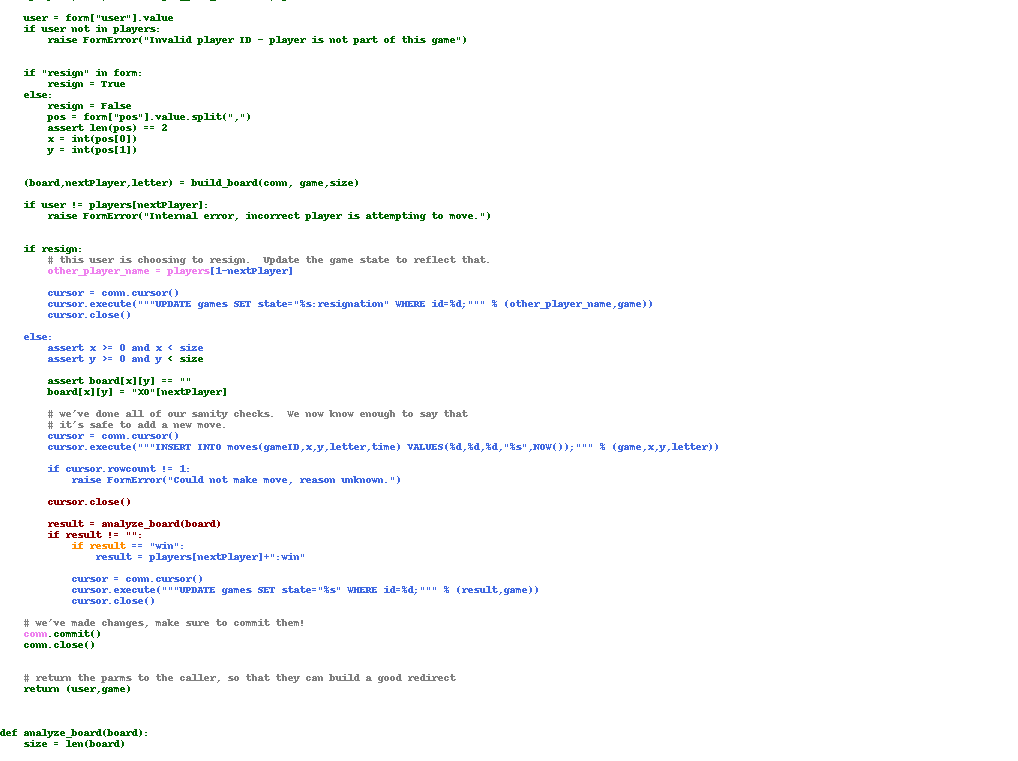 user = form["user"].value
if user not in players:
raise FormError("Invalid player ID - player is not part of this game")
if "resign" in form:
resign = True
else:
resign = False
pos = form["pos"].value.split(",")
assert len(pos) == 2
x = int(pos[0])
y = int(pos[1])
(board,nextPlayer,letter) = build_board(conn, game,size)
if user != players[nextPlayer]:
raise FormError("Internal error, incorrect player is attempting to move.")
if resign:
# this user is choosing to resign.  Update the game state to reflect that.
other_player_name = players[1-nextPlayer]
cursor = conn.cursor()
cursor.execute("""UPDATE games SET state="%s:resignation" WHERE id=%d;""" % (other_player_name,game))
cursor.close()
else:
assert x >= 0 and x < size
assert y >= 0 and y < size
assert board[x][y] == ""
board[x][y] = "XO"[nextPlayer]
# we've done all of our sanity checks.  We now know enough to say that
# it's safe to add a new move.
cursor = conn.cursor()
cursor.execute("""INSERT INTO moves(gameID,x,y,letter,time) VALUES(%d,%d,%d,"%s",NOW());""" % (game,x,y,letter))
if cursor.rowcount != 1:
raise FormError("Could not make move, reason unknown.")
cursor.close()
result = analyze_board(board)
if result != "":
if result == "win":
result = players[nextPlayer]+":win"
cursor = conn.cursor()
cursor.execute("""UPDATE games SET state="%s" WHERE id=%d;""" % (result,game))
cursor.close()
# we've made changes, make sure to commit them!
conn.commit()
conn.close()
# return the parms to the caller, so that they can build a good redirect
return (user,game)
def analyze_board(board):
size = len(board)